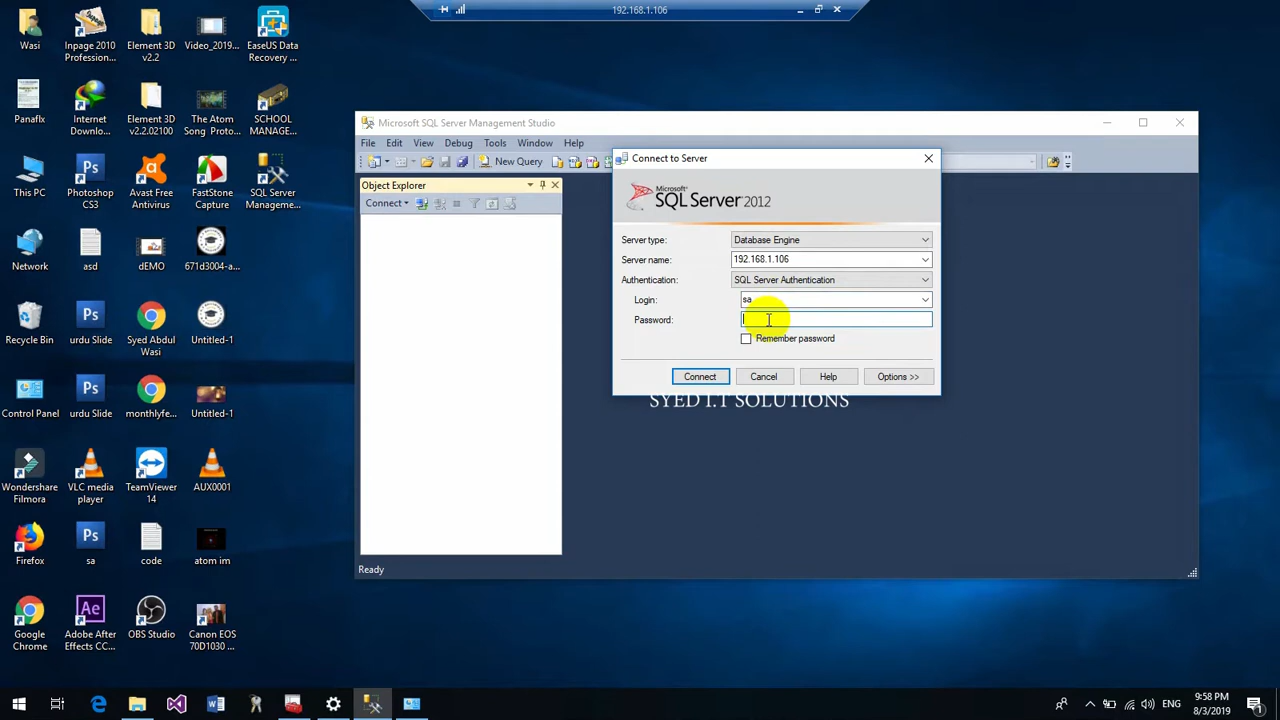 192.168.1.106
Wasi
Inpage 2010
Profession...
Element 3D
v2.2
Video_2019...
EaseUS Data
Recovery ...
Panaflx
Internet
Downlo...
Element 3D
v2.2.02100
The Atom
Song_Proto...
SCHOOL
MANAGE...
This PC
Photoshop
CS3
Avast Free
Antivirus
FastStone
Capture
SQL Server
Manageme...
Network
asd
dEMO
671d3004-a...
Recycle Bin
urdu Slide
Syed Abdul
Wasi
Untitled-1
Control Panel
urdu Slide
monthlyfe...
Untitled-1
Wondershare
Filmora
VLC media
player
TeamViewer
14
AUX0001
Firefox
sa
code
atom im
Google
Chrome
Adobe After
Effects CC...
OBS Studio
Canon EOS
70D1030 ...
Microsoft SQL Server Management Studio
File Edit View Debug Tools Window Help
New Query
Object Explorer
Connect
Connect to Server
Microsoft
SQL Server 2012
Server type: Database Engine
Server name: 192.168.1.106
Authentication: SQL Server Authentication
Login: sa
Password:
Remember password
Connect Cancel Help Options >>
SYED I.T SOLUTIONS
Ready
ENG
9:58 PM
8/3/2019